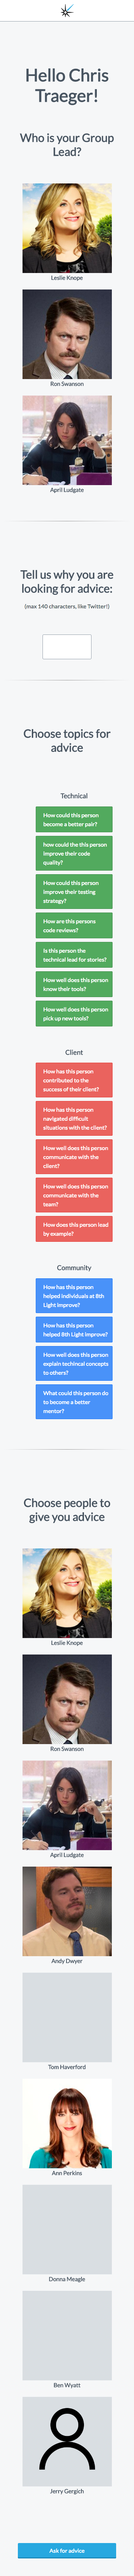 Hello Chris
Traeger!
Who is your Group
Lead?
Leslie Knope
Ron Swanson
April Ludgate
Tell us why you are
looking for advice:
(max 140 characters, like Twitter!)
Choose topics for
advice
Technical
How could this person
become a better pair?
how could the this person
improve their code
quality?
How could this person
improve their testing
strategy?
How are this persons
code reviews?
Is this person the
technical lead for stories?
How well does this person
know their tools?
How well does this person
pick up new tools?
Client
How has this person
contributed to the
success of their client?
How has this person
navigated difficult
situations with the client?
How well does this person
communicate with the
client?
How well does this person
communicate with the
team?
How does this person lead
by example?
Community
How has this person
helped individuals at 8th
Light improve?
How has this person
helped 8th Light improve?
How well does this person
explain techincal concepts
to others?
What could this person do
to become a better
mentor?
Choose people to
give you advice
Leslie Knope
Ron Swanson
April Ludgate
Andy Dwyer
Tom Haverford
Ann Perkins
Donna Meagle
Ben Wyatt
Jerry Gergich
Ask for advice